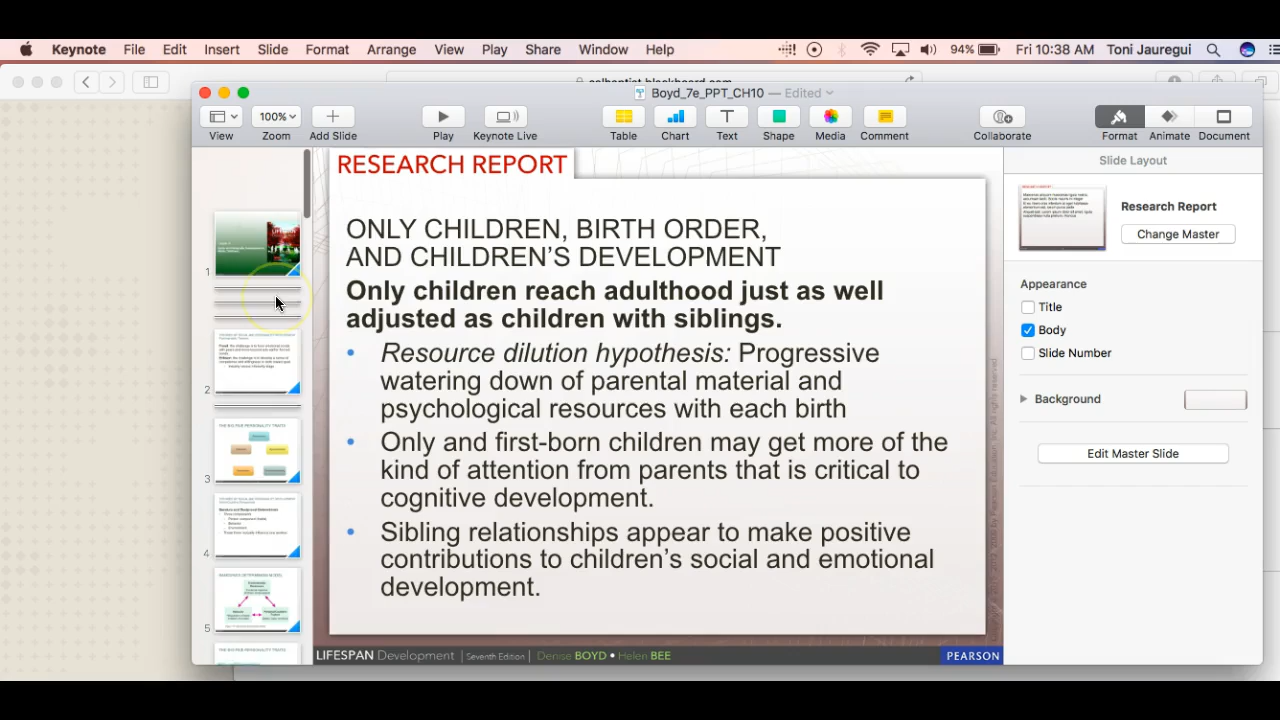 Keynote File Edit Insert Slide Format Arrange View Play Share Window Help 94% Fri 10:38 AM Toni Jauregui
Boyd_7e_PPT_CH10 — Edited
100%
View Zoom Add Slide Play Keynote Live Table Chart Text Shape Media Comment Collaborate Format Animate Document
1
2
3
4
5
THE BIG FIVE PERSONALITY TRAITS
RESEARCH REPORT
ONLY CHILDREN, BIRTH ORDER,
AND CHILDREN'S DEVELOPMENT
Only children reach adulthood just as well
adjusted as children with siblings.
• Resource dilution hypothesis: Progressive
watering down of parental material and
psychological resources with each birth
• Only and first-born children may get more of the
kind of attention from parents that is critical to
cognitive development.
• Sibling relationships appear to make positive
contributions to children's social and emotional
development.
LIFESPAN Development | Seventh Edition | Denise BOYD • Helen BEE
PEARSON
Slide Layout
Research Report
Change Master
Appearance
Title
Body
Slide Number
Background
Edit Master Slide